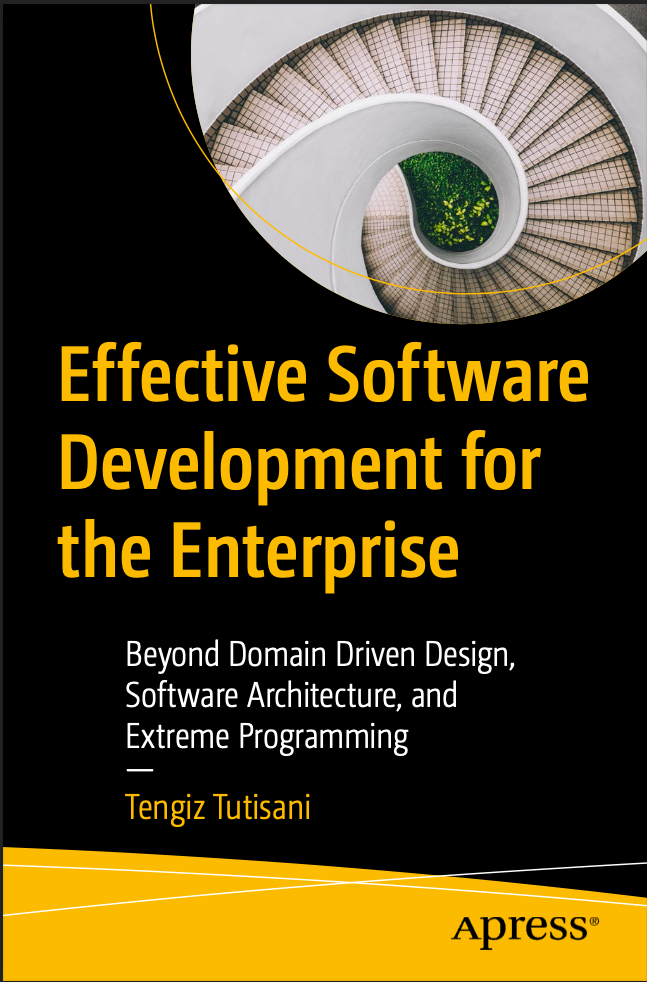 Effective Software
Development for
the Enterprise
Beyond Domain Driven Design,
Software Architecture, and
Extreme Programming
Tengiz Tutisani
Apress®